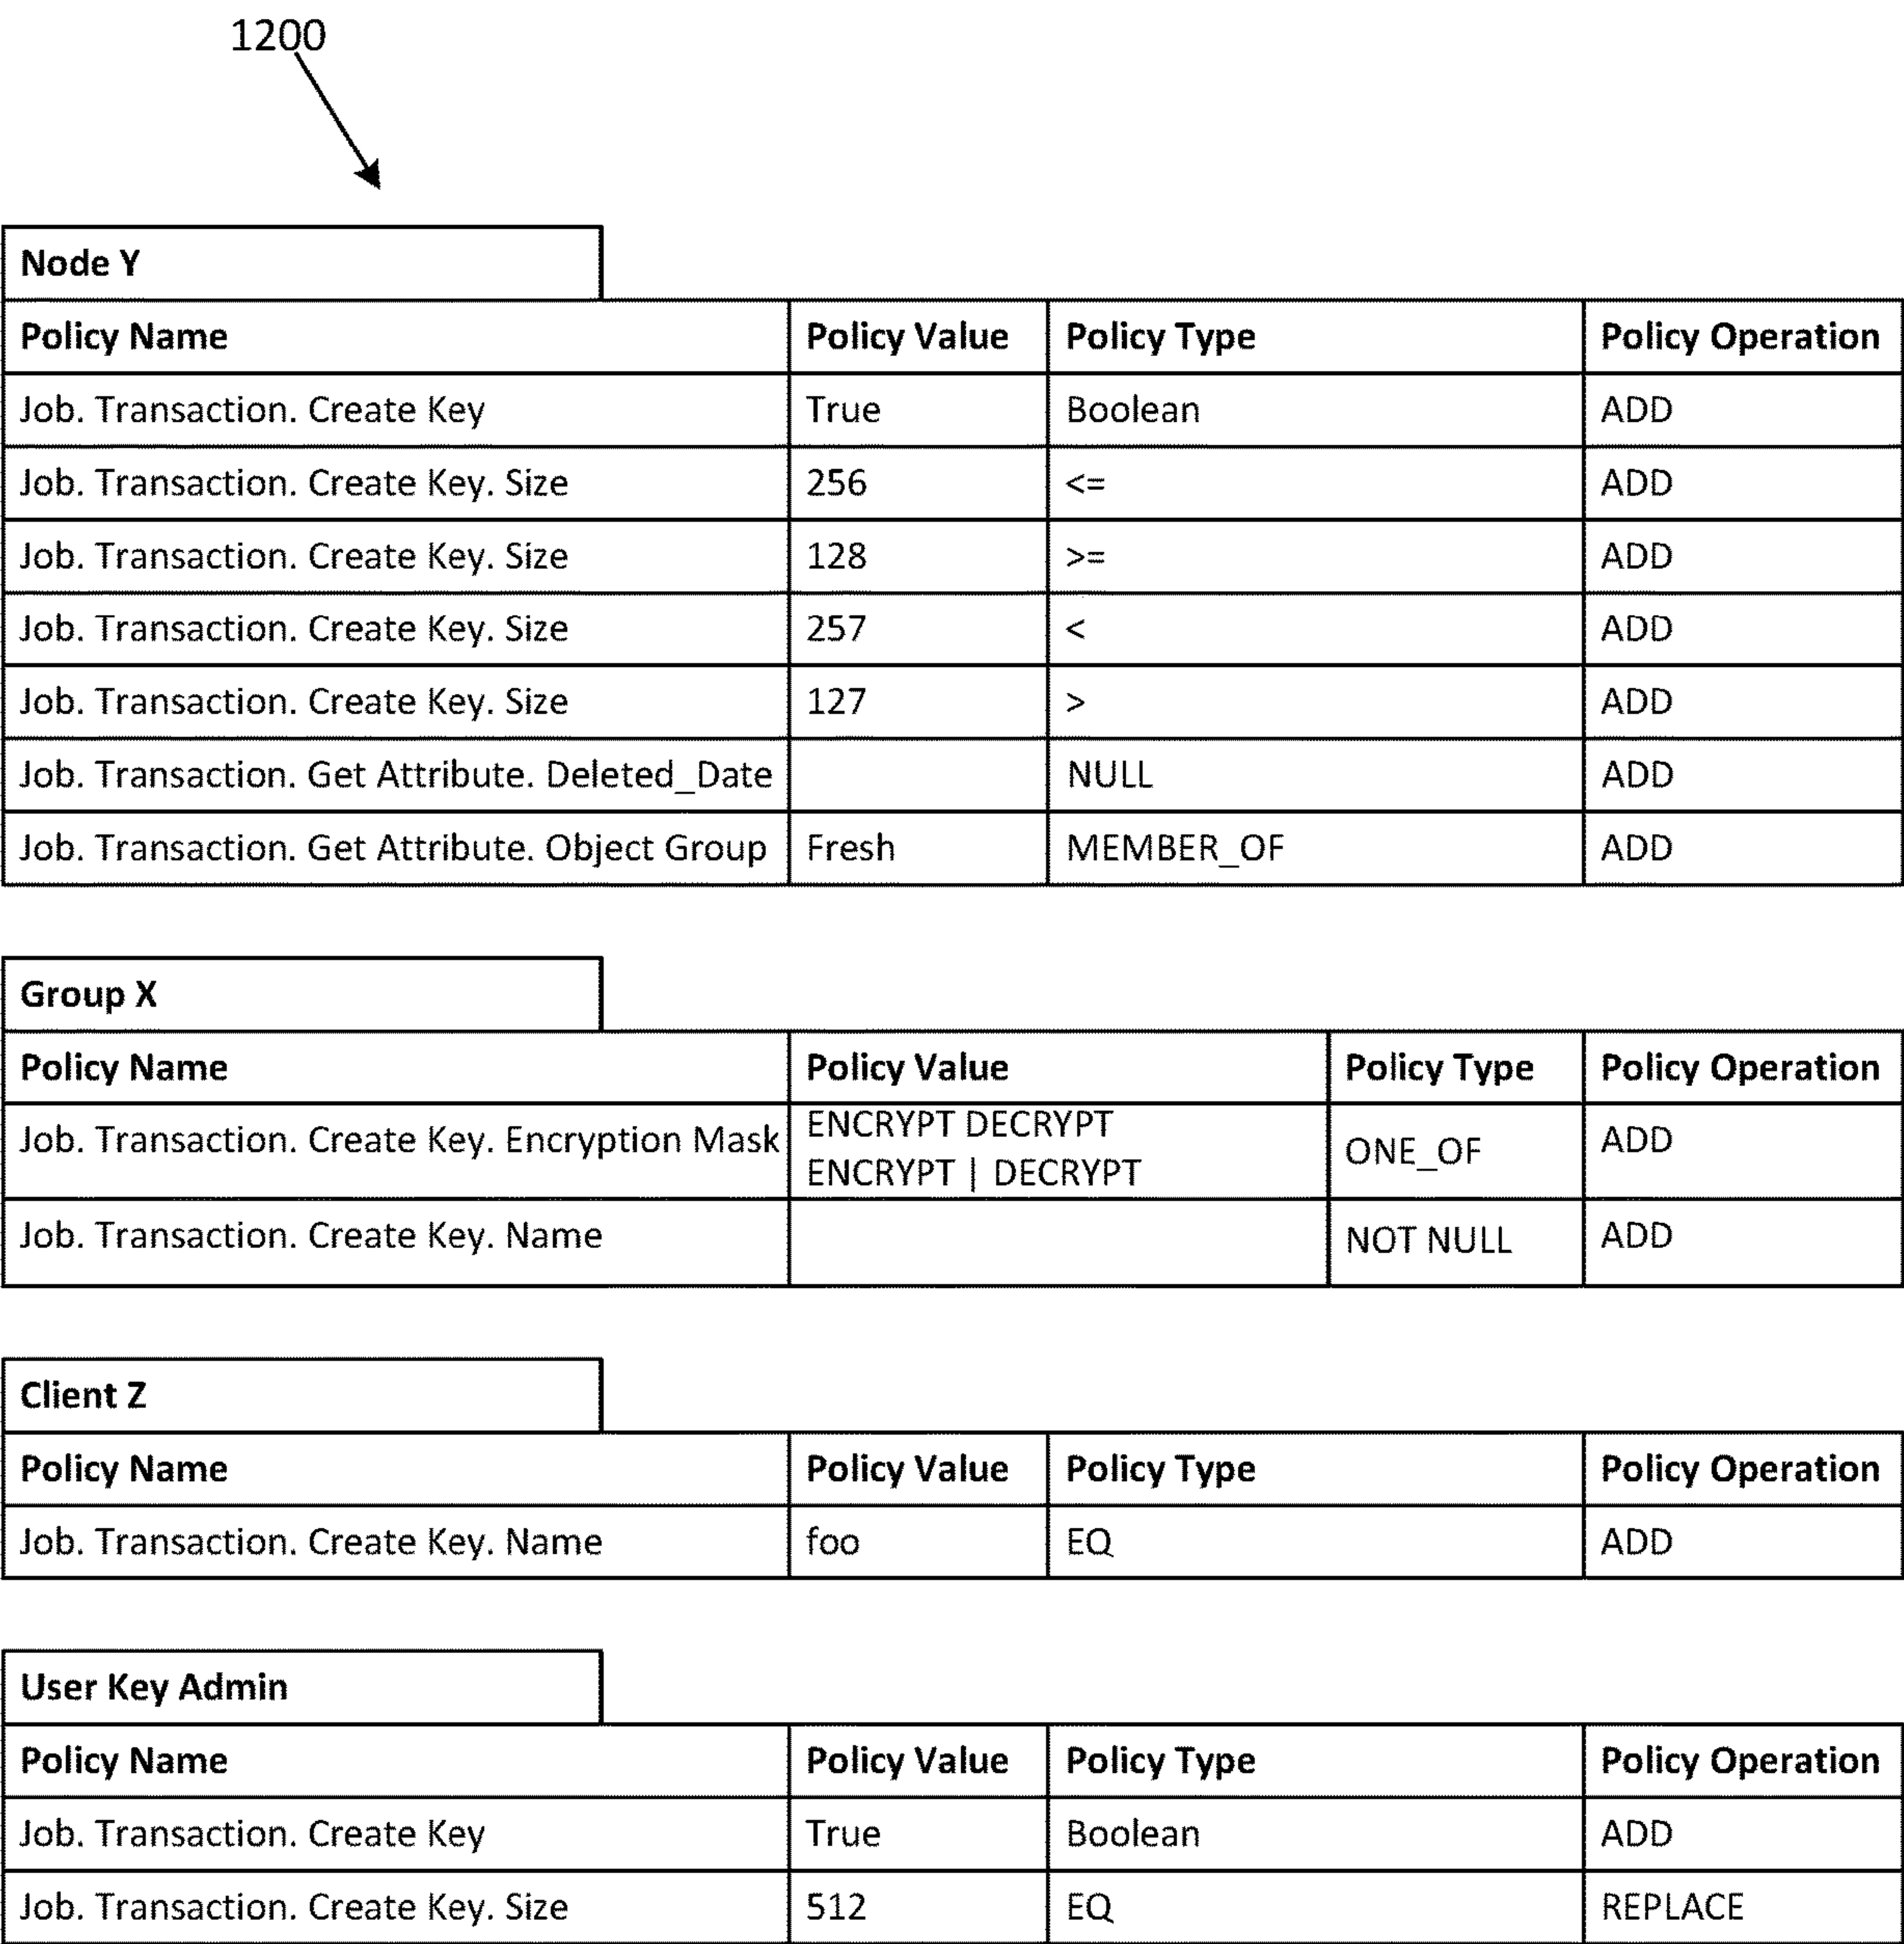 1200
Node Y
Policy Name Policy Value Policy Type Policy Operation
Job. Transaction. Create Key True Boolean ADD
Job. Transaction. Create Key. Size 256 <= ADD
Job. Transaction. Create Key. Size 128 >= ADD
Job. Transaction. Create Key. Size 257 < ADD
Job. Transaction. Create Key. Size 127 > ADD
Job. Transaction. Get Attribute. Deleted_Date NULL ADD
Job. Transaction. Get Attribute. Object Group Fresh MEMBER_OF ADD
Group X
Policy Name Policy Value Policy Type Policy Operation
Job. Transaction. Create Key. Encryption Mask ENCRYPT DECRYPT ONE_OF ADD
ENCRYPT | DECRYPT
Job. Transaction. Create Key. Name NOT NULL ADD
Client Z
Policy Name Policy Value Policy Type Policy Operation
Job. Transaction. Create Key. Name foo EQ ADD
User Key Admin
Policy Name Policy Value Policy Type Policy Operation
Job. Transaction. Create Key True Boolean ADD
Job. Transaction. Create Key. Size 512 EQ REPLACE